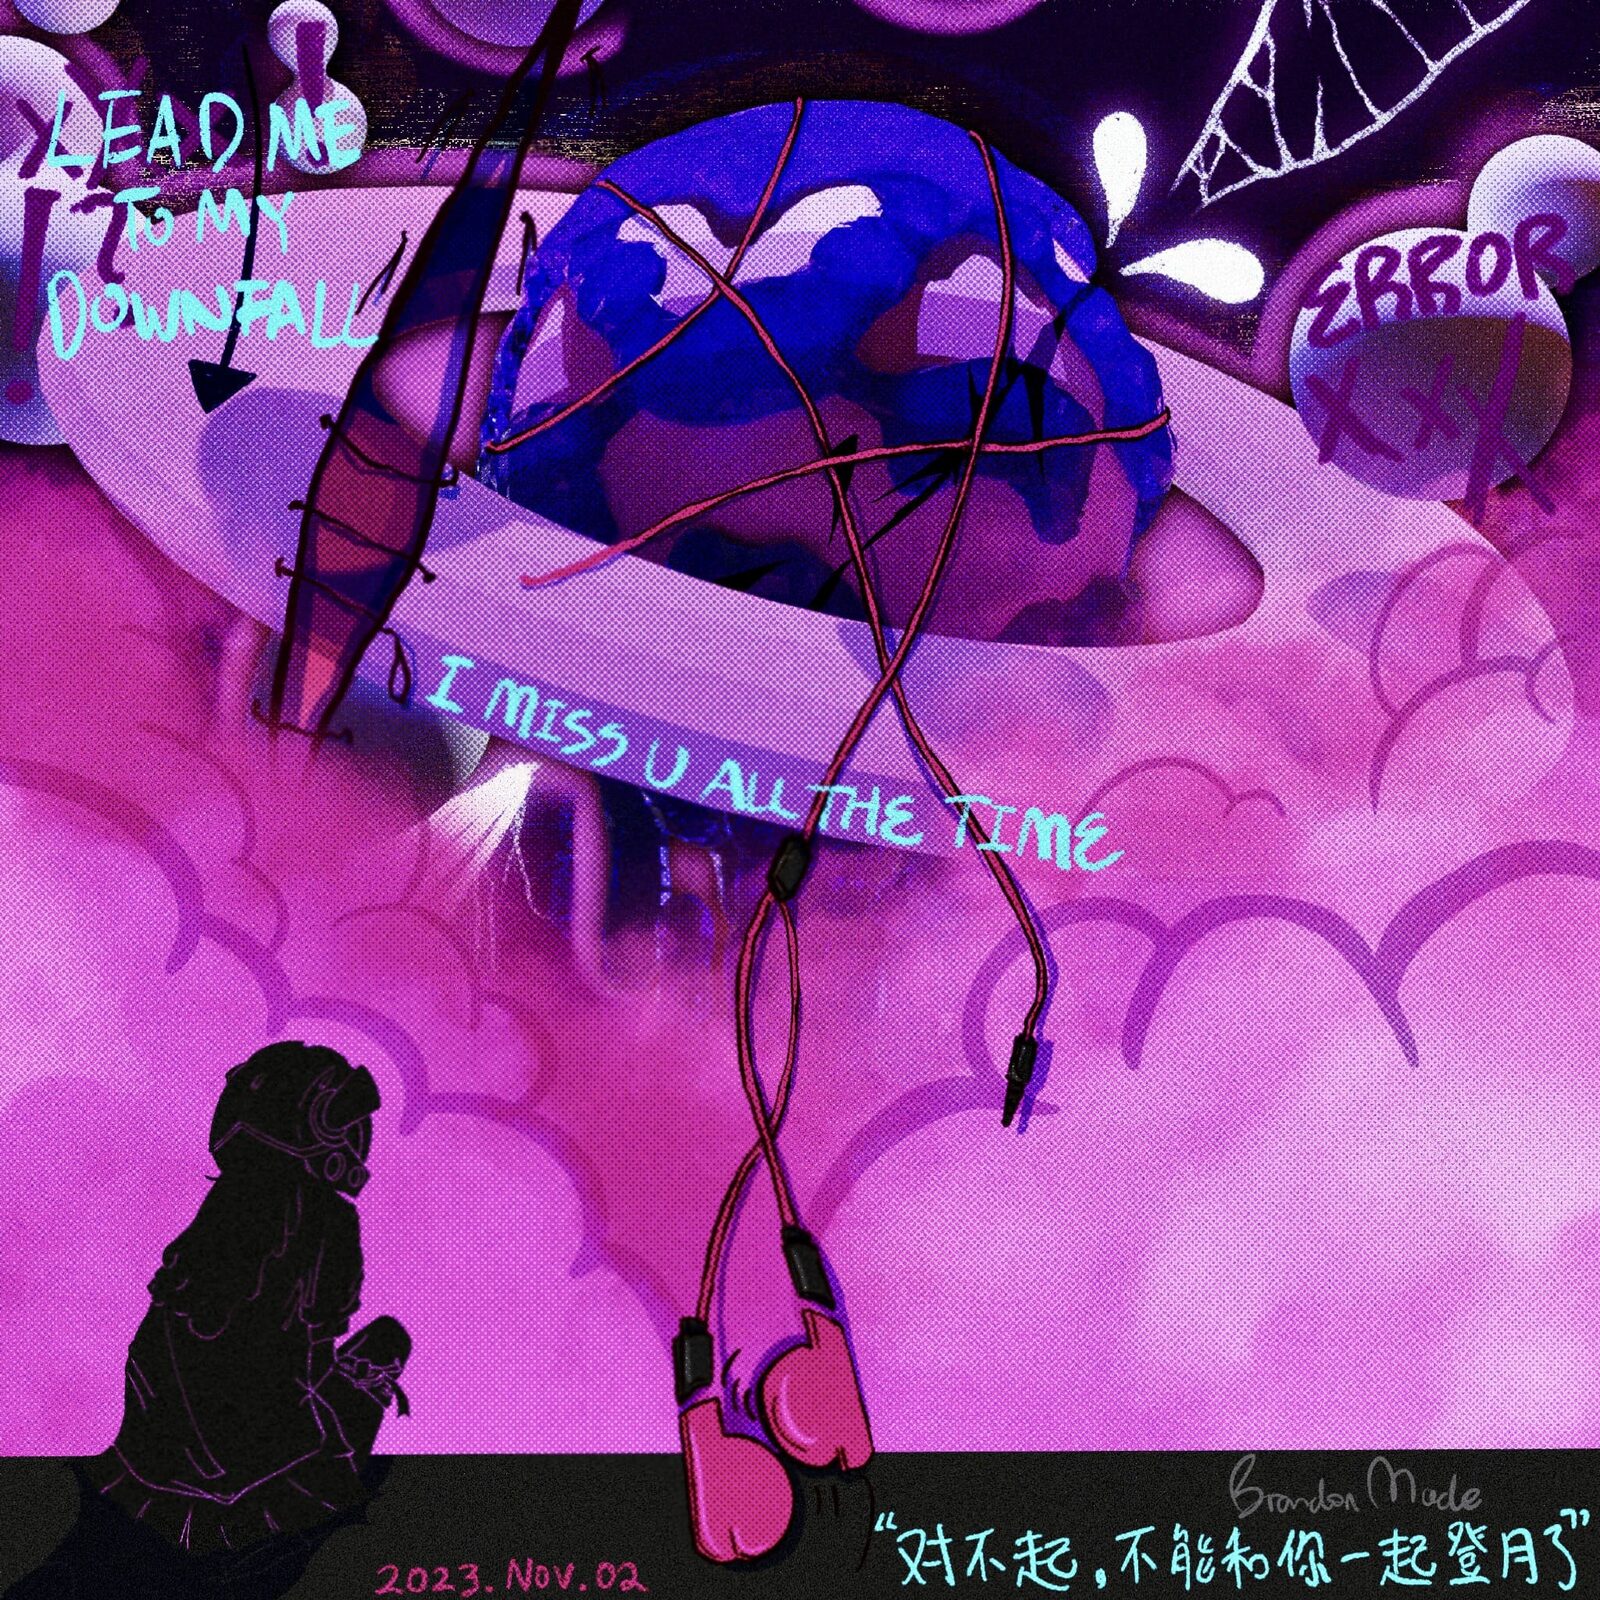 LEAD ME
TO MY
DOWNFALL
ERROR
XXX
I MISS U ALL THE TIME
Brandon Made
2023. NOV. 02
“对不起，不能和你一起登月了”